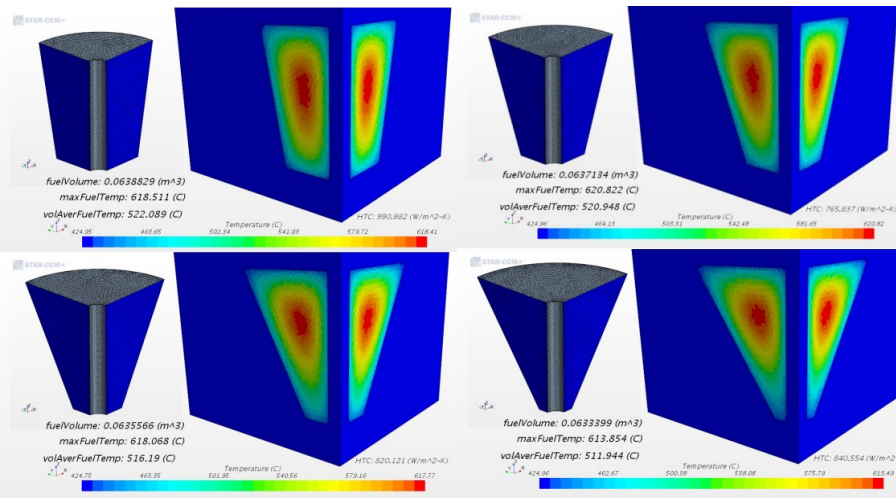 STAR-CCM+
fuelVolume: 0.0638829 (m^3)
maxFuelTemp: 618.511 (C)
volAverFuelTemp: 522.089 (C)
HTC: 990.982 (W/m^2-K)
Temperature (C)
424.95 463.65 502.34 541.03 579.72 618.41
STAR-CCM+
fuelVolume: 0.0637134 (m^3)
maxFuelTemp: 620.822 (C)
volAverFuelTemp: 520.948 (C)
HTC: 765.837 (W/m^2-K)
Temperature (C)
424.96 464.13 503.31 542.48 581.65 620.82
STAR-CCM+
fuelVolume: 0.0635566 (m^3)
maxFuelTemp: 618.068 (C)
volAverFuelTemp: 516.19 (C)
HTC: 820.121 (W/m^2-K)
Temperature (C)
424.75 463.35 501.95 540.56 579.16 617.77
STAR-CCM+
fuelVolume: 0.0633399 (m^3)
maxFuelTemp: 613.854 (C)
volAverFuelTemp: 511.944 (C)
HTC: 840.554 (W/m^2
Temperature (C)
424.96 462.67 500.38 538.08 575.79 613.49